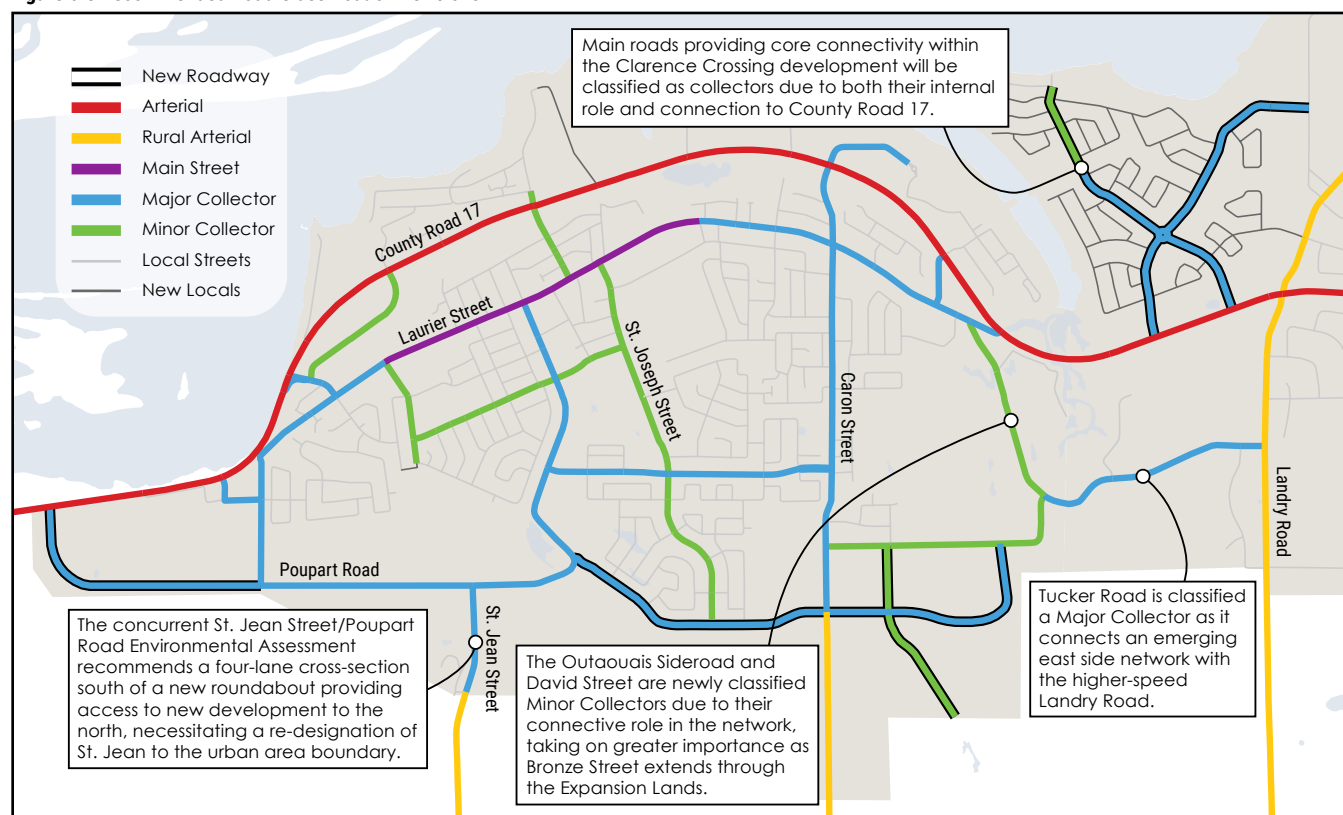 New Roadway
Arterial
Rural Arterial
Main Street
Major Collector
Minor Collector
Local Streets
New Locals
Main roads providing core connectivity within
the Clarence Crossing development will be
classified as collectors due to both their internal
role and connection to County Road 17.
County Road 17
Laurier Street
St. Joseph Street
Caron Street
Landry Road
Poupart Road
St. Jean Street
The concurrent St. Jean Street/Poupart
Road Environmental Assessment
recommends a four-lane cross-section
south of a new roundabout providing
access to new development to the
north, necessitating a re-designation of
St. Jean to the urban area boundary.
The Outaouais Sideroad and
David Street are newly classified
Minor Collectors due to their
connective role in the network,
taking on greater importance as
Bronze Street extends through
the Expansion Lands.
Tucker Road is classified
a Major Collector as it
connects an emerging
east side network with
the higher-speed
Landry Road.